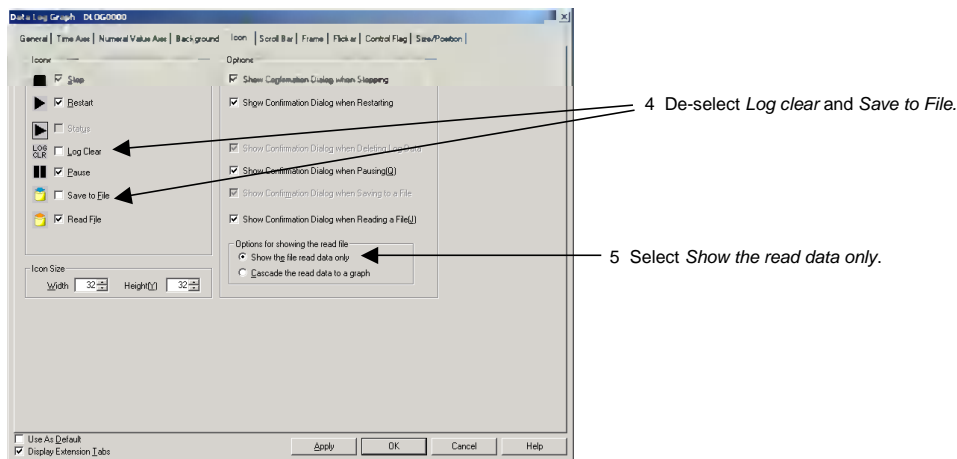 Data Log Graph DLOG0000
General Time Axis Numeral Value Axis Background Icon Scroll Bar Frame Flicker Control Flag Size/Position
Icons
Stop
Restart
Status
LOG CLR Log Clear
Pause
Save to File
Read File
Icon Size
Width 32 Height(Y) 32
Options
Show Confirmation Dialog when Stopping
Show Confirmation Dialog when Restarting
Show Confirmation Dialog when Deleting Log Data
Show Confirmation Dialog when Pausing(Q)
Show Confirmation Dialog when Saving to a File
Show Confirmation Dialog when Reading a File(J)
Options for showing the read file
Show the file read data only
Cascade the read data to a graph
4 De-select Log clear and Save to File.
5 Select Show the read data only.
Use As Default
Display Extension Tabs
Apply OK Cancel Help